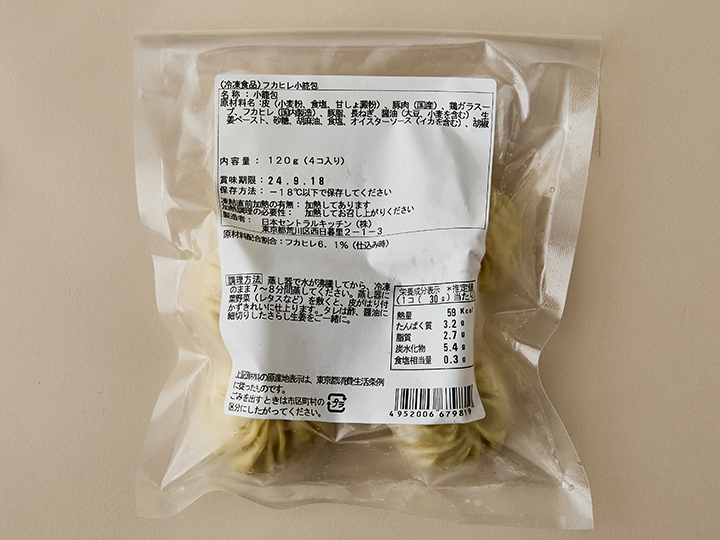 (冷凍食品)フカヒレ小籠包
名 称：小籠包
原材料名:皮（小麦粉、食塩、甘しょ澱粉）、豚肉（国産）、鶏ガラスー
プ、フカヒレ（国内製造）、豚脂、長ねぎ、醤油（大豆、小麦を含む）、生
姜ペースト、砂糖、胡麻油、食塩、オイスターソース（イカを含む）、胡椒
内容量： 120g（4コ入り）
賞味期限：24.9.18
保存方法：－18℃以下で保存してください
凍結直前加熱の有無：加熱してあります
加熱調理の必要性： 加熱してお召し上がりください
製造者： 日本セントラルキッチン（株）
東京都荒川区西日暮里2－1－3
原材料配合割合：フカヒレ6.1%（仕込み時）
調理方法 蒸し器で水が沸騰してから、冷凍
のまま7～8分間蒸してください。蒸し器に
葉野菜（レタスなど）を敷くと、皮がはり付
かずきれいに仕上ります。タレは酢、醤油に
細切りしたさらし生姜をご一緒に。
栄養成分表示 *推定値
（1コ（ 30g）当たり）
熱量 59 Kcal
たんぱく質 3.2 g
脂質 2.7 g
炭水化物 5.4 g
食塩相当量 0.3 g
上記原材料の原産地表示は、東京都消費生活条例
に従ったものです。
ごみを出すときは市区町村の
区分にしたがってください。
プラ
4952006679819